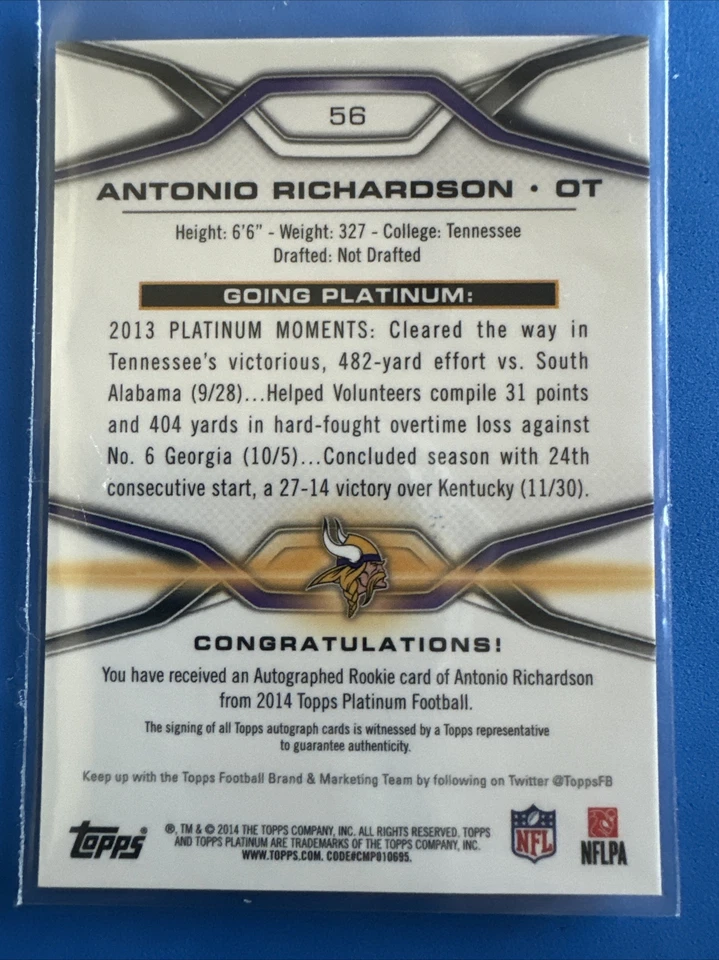 56
ANTONIO RICHARDSON • OT
Height: 6'6" - Weight: 327 - College: Tennessee
Drafted: Not Drafted
GOING PLATINUM:
2013 PLATINUM MOMENTS: Cleared the way in
Tennessee's victorious, 482-yard effort vs. South
Alabama (9/28)...Helped Volunteers compile 31 points
and 404 yards in hard-fought overtime loss against
No. 6 Georgia (10/5)...Concluded season with 24th
consecutive start, a 27-14 victory over Kentucky (11/30).
CONGRATULATIONS!
You have received an Autographed Rookie card of Antonio Richardson
from 2014 Topps Platinum Football.
The signing of all Topps autograph cards is witnessed by a Topps representative
to guarantee authenticity.
Keep up with the Topps Football Brand & Marketing Team by following on Twitter @ToppsFB
Topps®
®, TM & © 2014 THE TOPPS COMPANY, INC. ALL RIGHTS RESERVED. TOPPS
AND TOPPS PLATINUM ARE TRADEMARKS OF THE TOPPS COMPANY, INC.
WWW.TOPPS.COM. CODE#CMP010695.
NFL
NFLPA